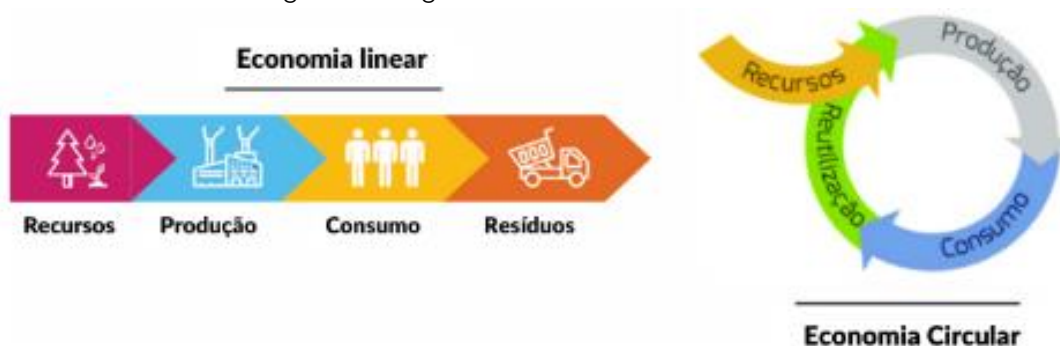 Economia linear
Recursos
Produção
Consumo
Resíduos
Recursos
Produção
Consumo
Reutilização
Economia Circular